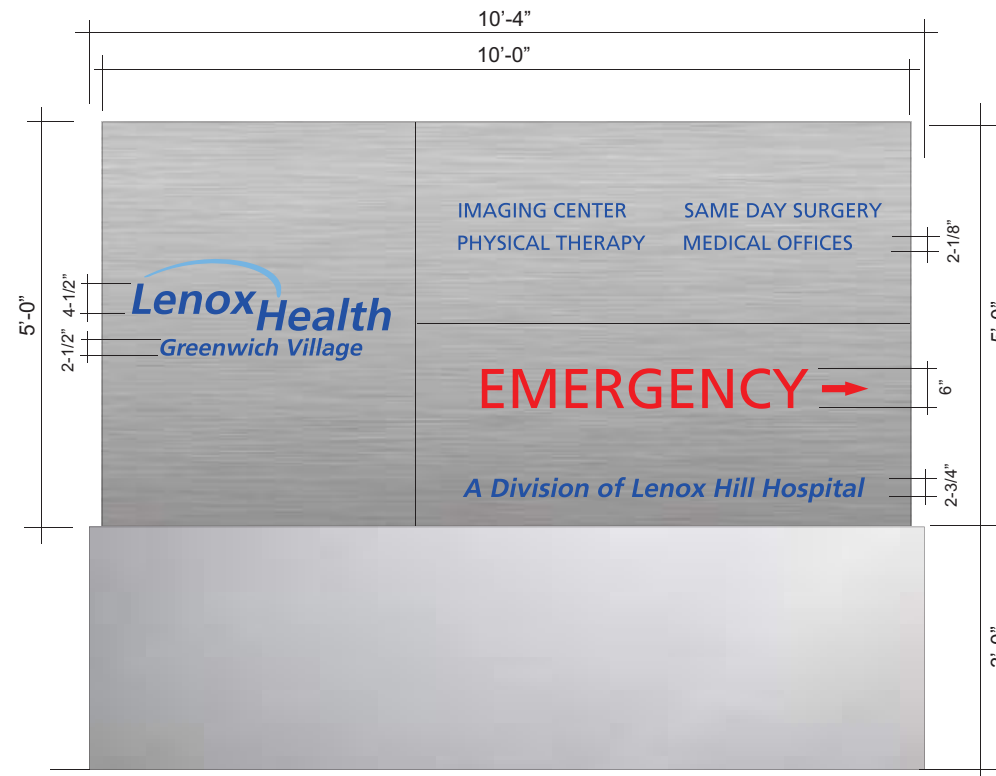 10’-4”
10’-0”
IMAGING CENTER SAME DAY SURGERY
PHYSICAL THERAPY MEDICAL OFFICES
2-1/8”
5’-0”
4-1/2”
Lenox
Health
2-1/2”
Greenwich Village
EMERGENCY
6”
A Division of Lenox Hill Hospital
2-3/4”